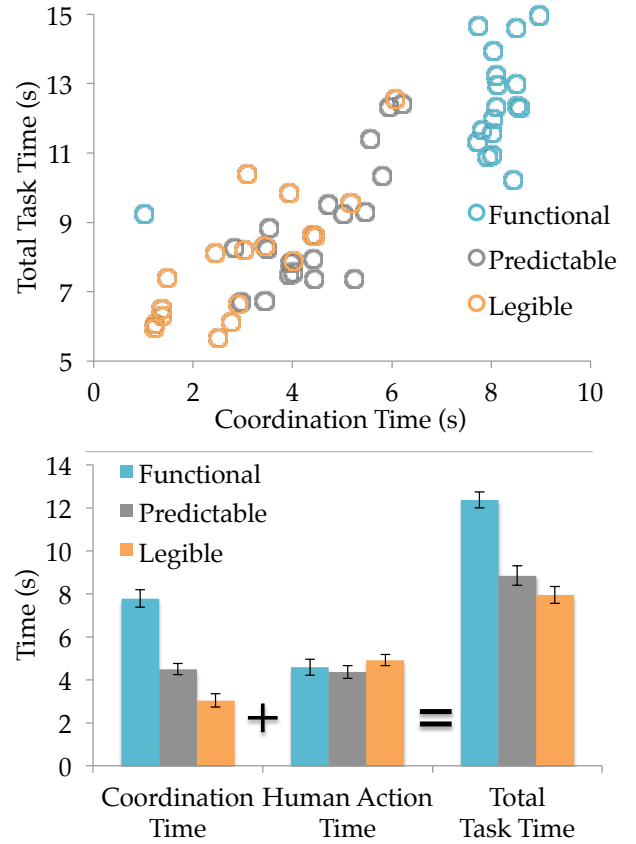 15
13
11
9
7
5
Total Task Time (s)
Functional
Predictable
Legible
0 2 4 6 8 10
Coordination Time (s)
14
12
10
8
6
4
2
0
Time (s)
Functional
Predictable
Legible
+ =
Coordination Human Action Total
Time Time Task Time